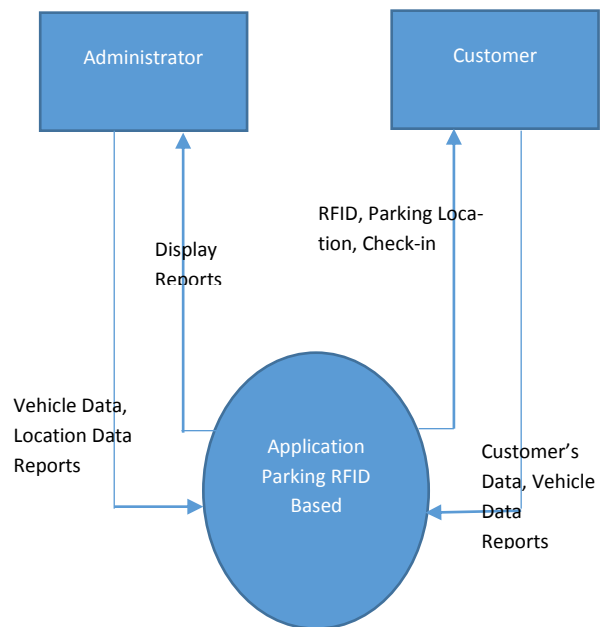 Administrator
Customer
RFID, Parking Loca-
tion, Check-in
Display
Reports
Vehicle Data,
Location Data
Reports
Application
Parking RFID
Based
Customer’s
Data, Vehicle
Data
Reports